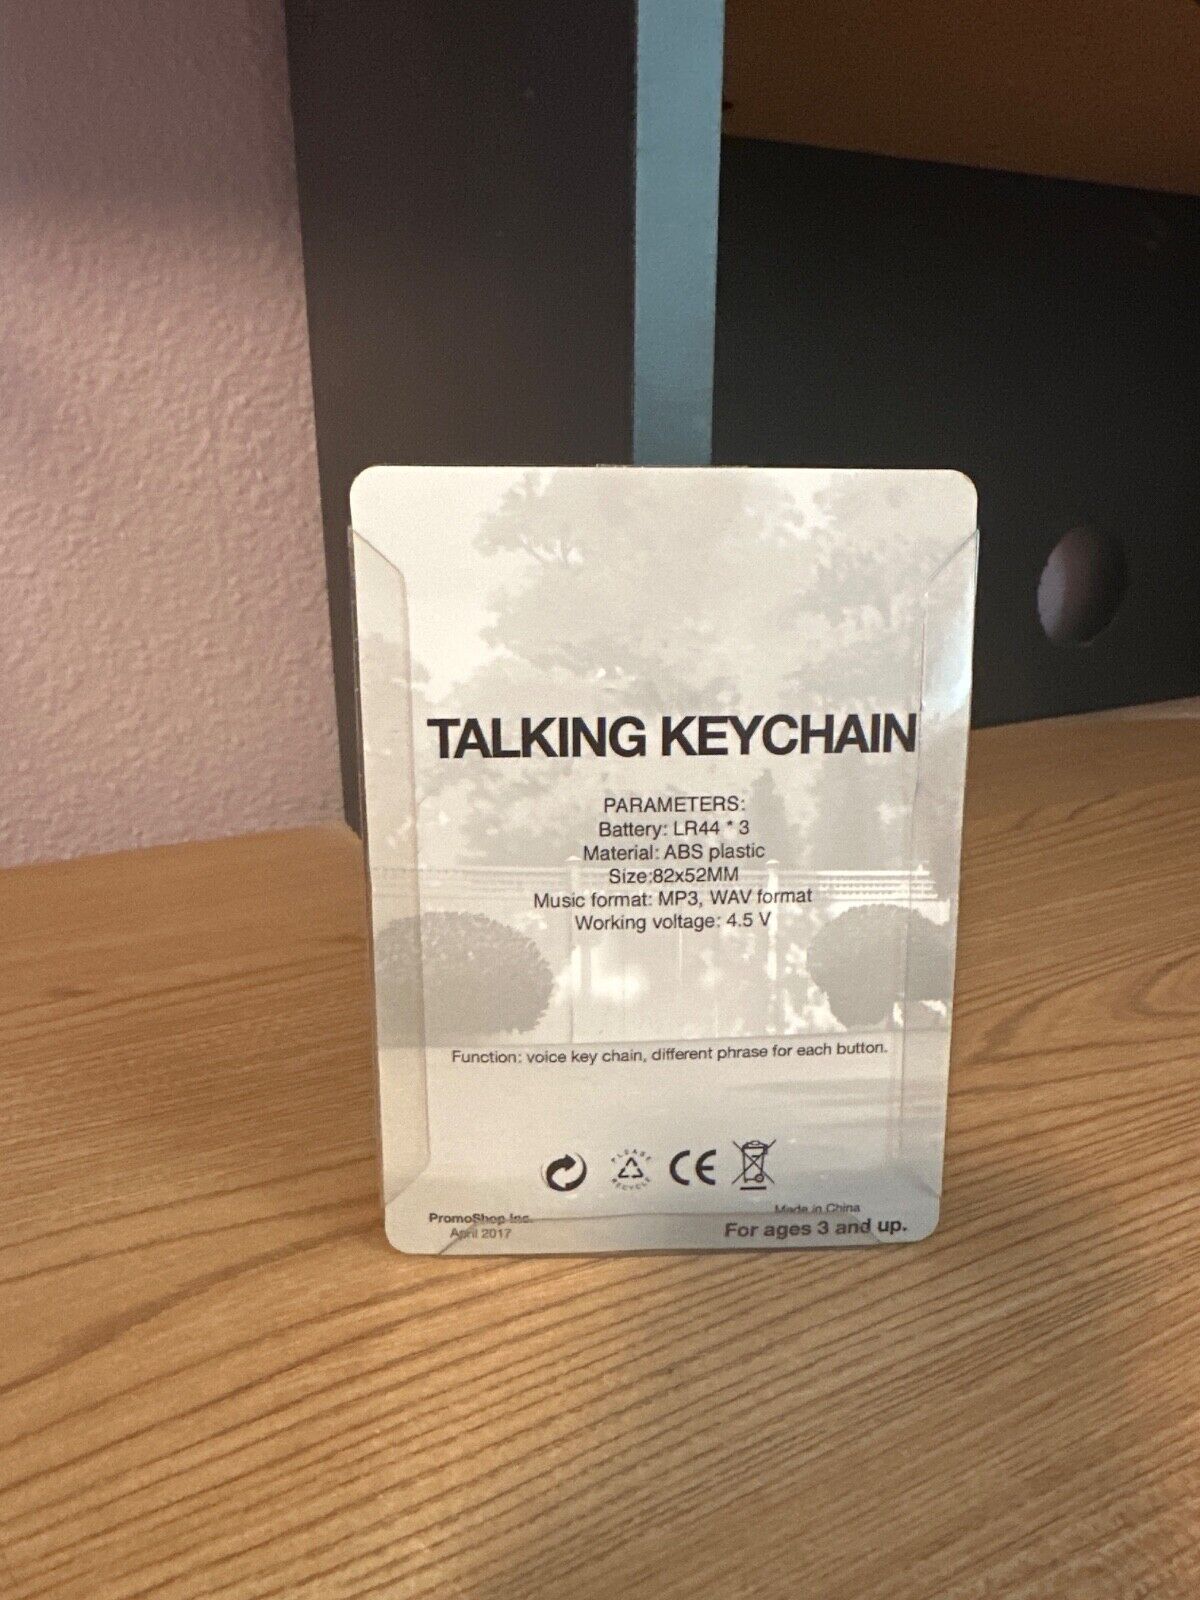 TALKING KEYCHAIN
PARAMETERS:
Battery: LR44 * 3
Material: ABS plastic
Size:82x52MM
Music format: MP3, WAV format
Working voltage: 4.5 V
Function: voice key chain, different phrase for each button.
PLEASE
RECYCLE
CE
PromoShop Inc.
April 2017
Made in China
For ages 3 and up.